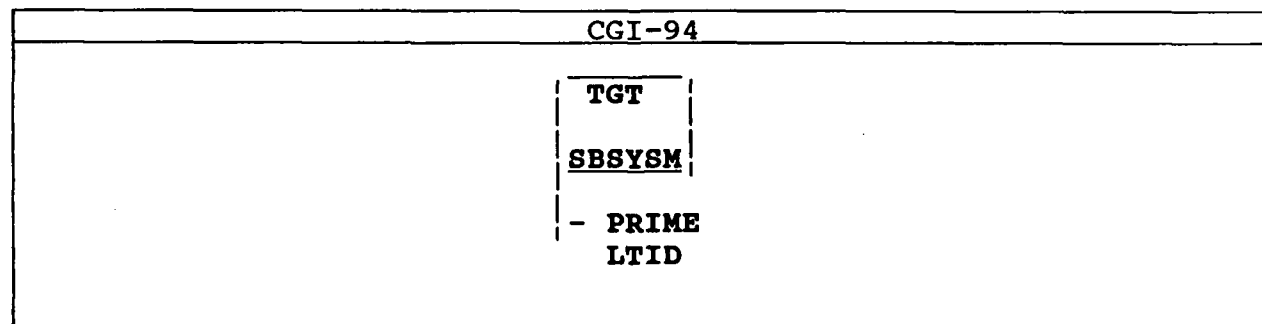 CGI-94
TGT
SBSYSM
- PRIME
LTID